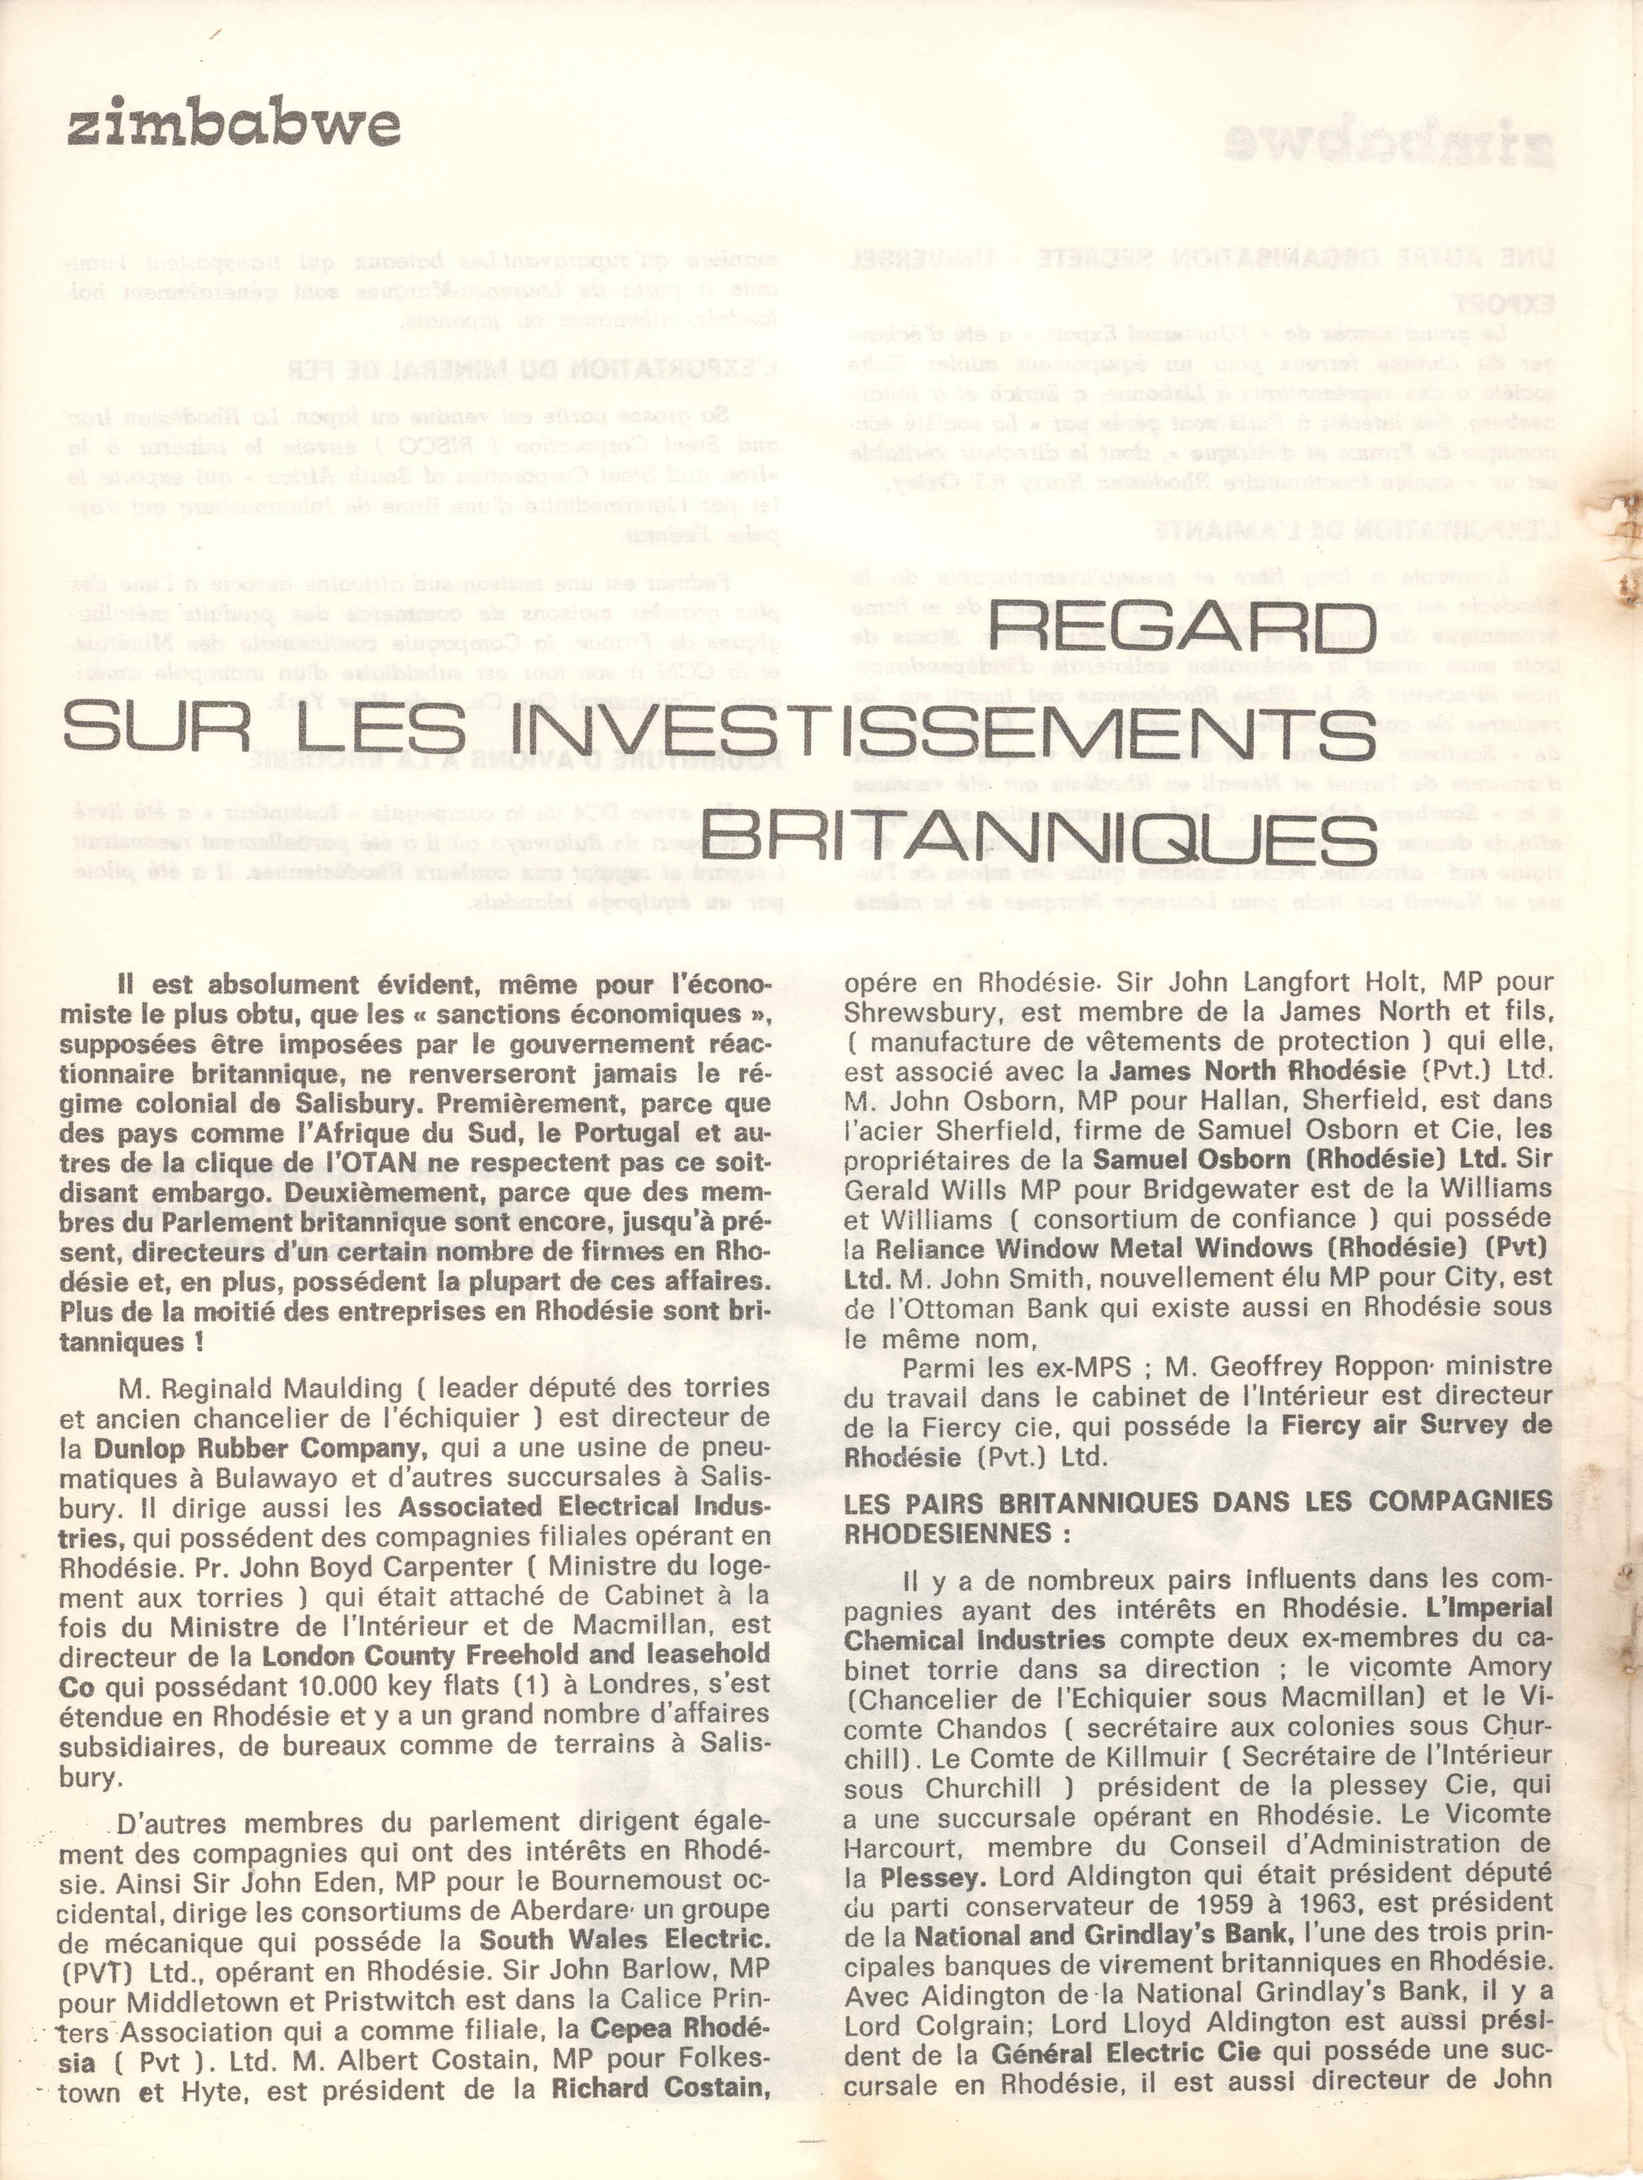 zimbabwe
REGARD
SUR LES INVESTISSEMENTS
BRITANNIQUES
Il est absolument évident, même pour l'écono-
miste le plus obtu, que les « sanctions économiques »,
supposées être imposées par le gouvernement réac-
tionnaire britannique, ne renverseront jamais le ré-
gime colonial de Salisbury. Premièrement, parce que
des pays comme l'Afrique du Sud, le Portugal et au-
tres de la clique de l'OTAN ne respectent pas ce soit-
disant embargo. Deuxièmement, parce que des mem-
bres du Parlement britannique sont encore, jusqu'à pré-
sent, directeurs d'un certain nombre de firmes en Rho-
désie et, en plus, possédent la plupart de ces affaires.
Plus de la moitié des entreprises en Rhodésie sont bri-
tanniques !
M. Reginald Maulding ( leader député des torries
et ancien chancelier de l'échiquier ) est directeur de
la Dunlop Rubber Company, qui a une usine de pneu-
matiques à Bulawayo et d'autres succursales à Salis-
bury. Il dirige aussi les Associated Electrical Indus-
tries, qui possédent des compagnies filiales opérant en
Rhodésie. Pr. John Boyd Carpenter ( Ministre du loge-
ment aux torries ) qui était attaché de Cabinet à la
fois du Ministre de l'Intérieur et de Macmillan, est
directeur de la London County Freehold and leasehold
Co qui possédant 10.000 key flats (1) à Londres, s'est
étendue en Rhodésie et y a un grand nombre d'affaires
subsidiaires, de bureaux comme de terrains à Salis-
bury.
D'autres membres du parlement dirigent égale-
ment des compagnies qui ont des intérêts en Rhodé-
sie. Ainsi Sir John Eden, MP pour le Bournemoust oc-
cidental, dirige les consortiums de Aberdare· un groupe
de mécanique qui posséde la South Wales Electric.
(PVT) Ltd., opérant en Rhodésie. Sir John Barlow, MP
pour Middletown et Pristwitch est dans la Calice Prin-
ters Association qui a comme filiale, la Cepea Rhodé-
sia ( Pvt ). Ltd. M. Albert Costain, MP pour Folkes-
town et Hyte, est président de la Richard Costain,
opére en Rhodésie. Sir John Langfort Holt, MP pour
Shrewsbury, est membre de la James North et fils,
( manufacture de vêtements de protection ) qui elle,
est associé avec la James North Rhodésie (Pvt.) Ltd.
M. John Osborn, MP pour Hallan, Sherfield, est dans
l'acier Sherfield, firme de Samuel Osborn et Cie, les
propriétaires de la Samuel Osborn (Rhodésie) Ltd. Sir
Gerald Wills MP pour Bridgewater est de la Williams
et Williams ( consortium de confiance ) qui posséde
la Reliance Window Metal Windows (Rhodésie) (Pvt)
Ltd. M. John Smith, nouvellement élu MP pour City, est
de l'Ottoman Bank qui existe aussi en Rhodésie sous
le même nom,
Parmi les ex-MPS ; M. Geoffrey Roppon· ministre
du travail dans le cabinet de l'Intérieur est directeur
de la Fiercy cie, qui posséde la Fiercy air Survey de
Rhodésie (Pvt.) Ltd.
LES PAIRS BRITANNIQUES DANS LES COMPAGNIES
RHODESIENNES :
Il y a de nombreux pairs influents dans les com-
pagnies ayant des intérêts en Rhodésie. L'Imperial
Chemical Industries compte deux ex-membres du ca-
binet torrie dans sa direction ; le vicomte Amory
(Chancelier de l'Echiquier sous Macmillan) et le Vi-
comte Chandos ( secrétaire aux colonies sous Chur-
chill). Le Comte de Killmuir ( Secrétaire de l'Intérieur
sous Churchill ) président de la plessey Cie, qui
a une succursale opérant en Rhodésie. Le Vicomte
Harcourt, membre du Conseil d'Administration de
la Plessey. Lord Aldington qui était président député
du parti conservateur de 1959 à 1963, est président
de la National and Grindlay's Bank, l'une des trois prin-
cipales banques de virement britanniques en Rhodésie.
Avec Aidington de la National Grindlay's Bank, il y a
Lord Colgrain; Lord Lloyd Aldington est aussi prési-
dent de la Général Electric Cie qui posséde une suc-
cursale en Rhodésie, il est aussi directeur de John